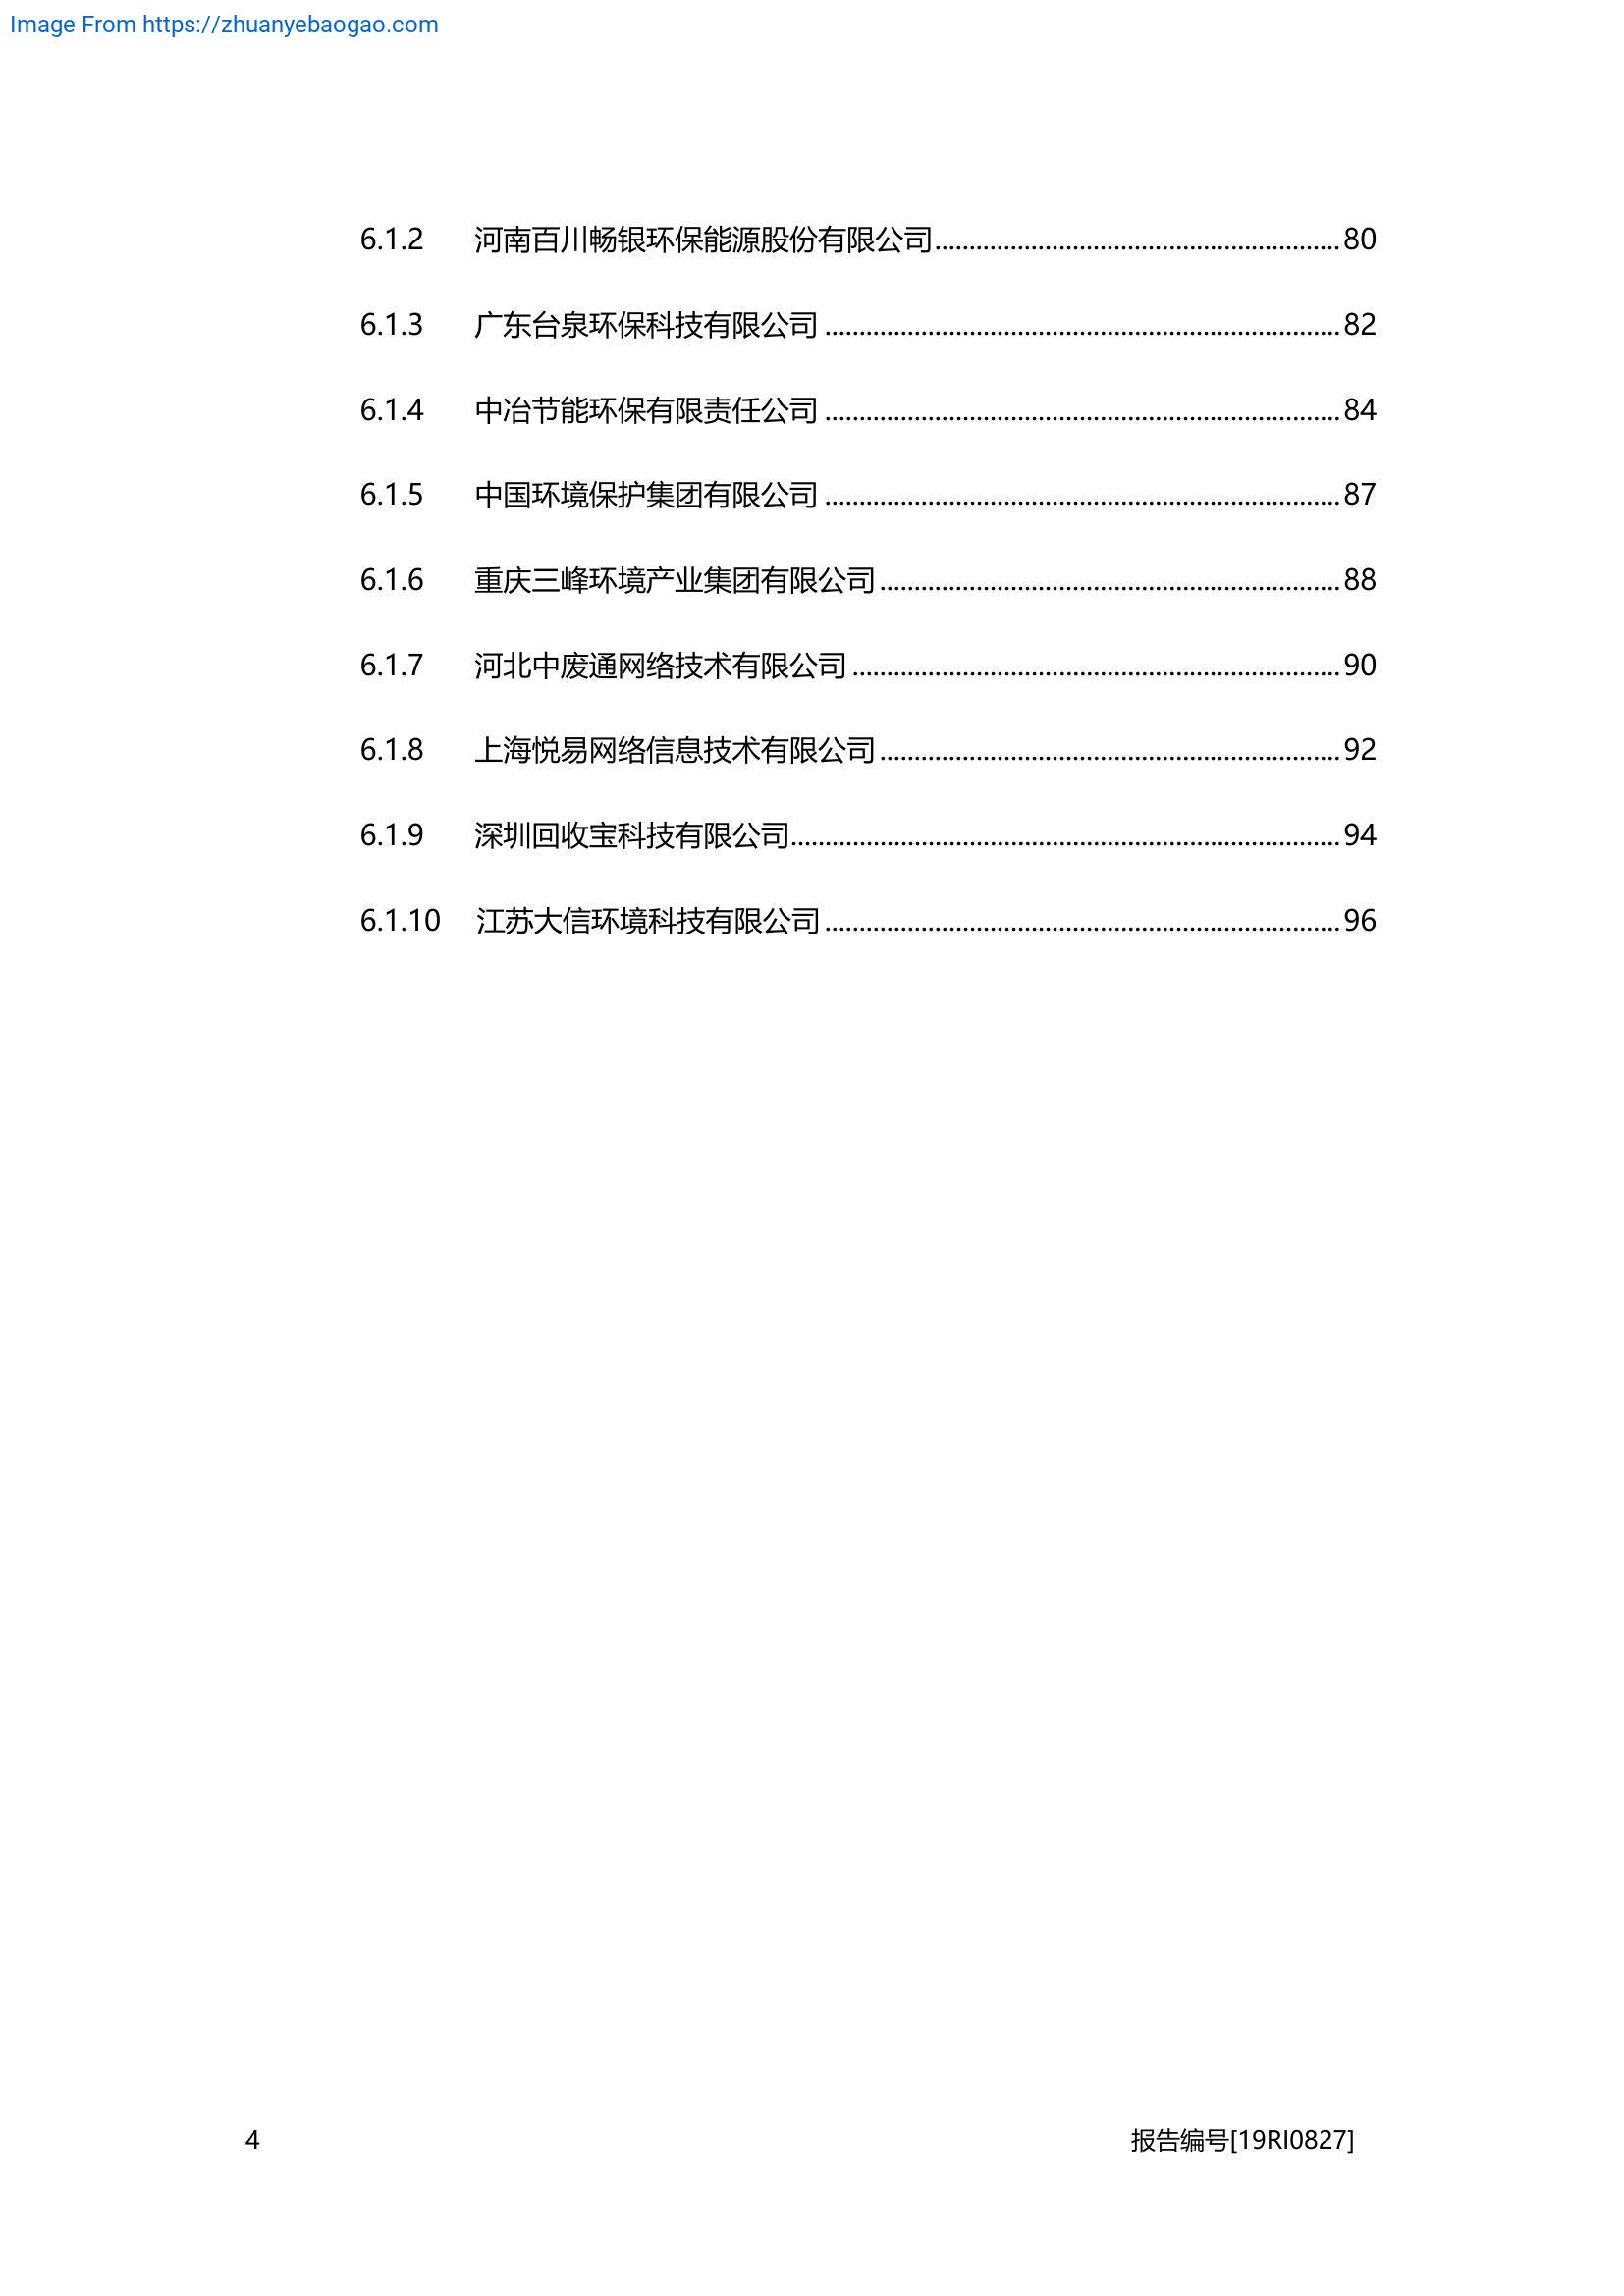 Image From https://zhuanyebaogao.com
6.1.2 河南百川畅银环保能源股份有限公司........................................................... 80
6.1.3 广东台泉环保科技有限公司 ........................................................................... 82
6.1.4 中冶节能环保有限责任公司 ........................................................................... 84
6.1.5 中国环境保护集团有限公司 ........................................................................... 87
6.1.6 重庆三峰环境产业集团有限公司 ................................................................... 88
6.1.7 河北中废通网络技术有限公司 ....................................................................... 90
6.1.8 上海悦易网络信息技术有限公司 ................................................................... 92
6.1.9 深圳回收宝科技有限公司................................................................................ 94
6.1.10 江苏大信环境科技有限公司 ........................................................................... 96
4 报告编号[19RI0827]